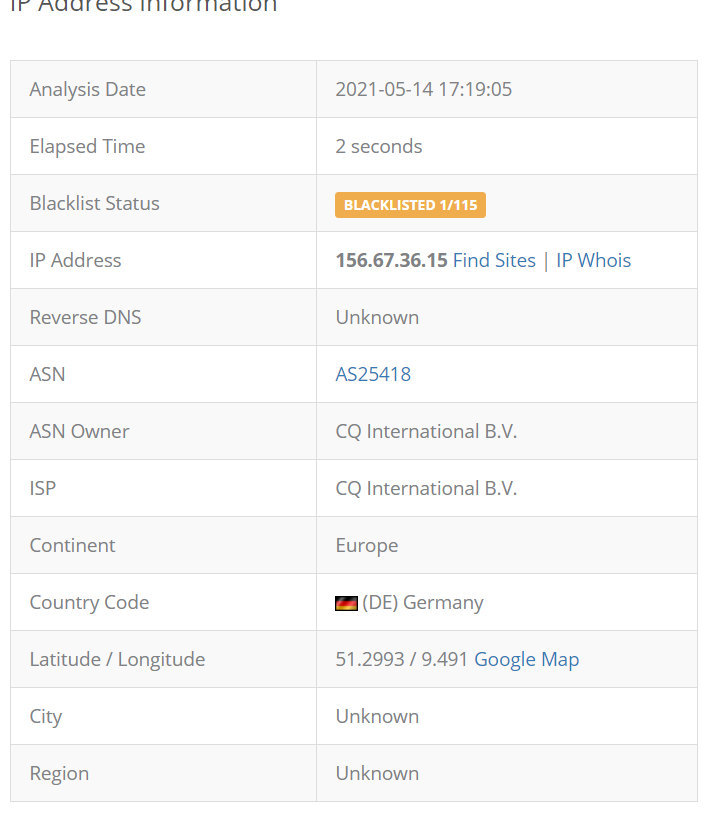 IP Address Information
Analysis Date 2021-05-14 17:19:05
Elapsed Time 2 seconds
Blacklist Status BLACKLISTED 1/115
IP Address 156.67.36.15 Find Sites | IP Whois
Reverse DNS Unknown
ASN AS25418
ASN Owner CQ International B.V.
ISP CQ International B.V.
Continent Europe
Country Code (DE) Germany
Latitude / Longitude 51.2993 / 9.491 Google Map
City Unknown
Region Unknown